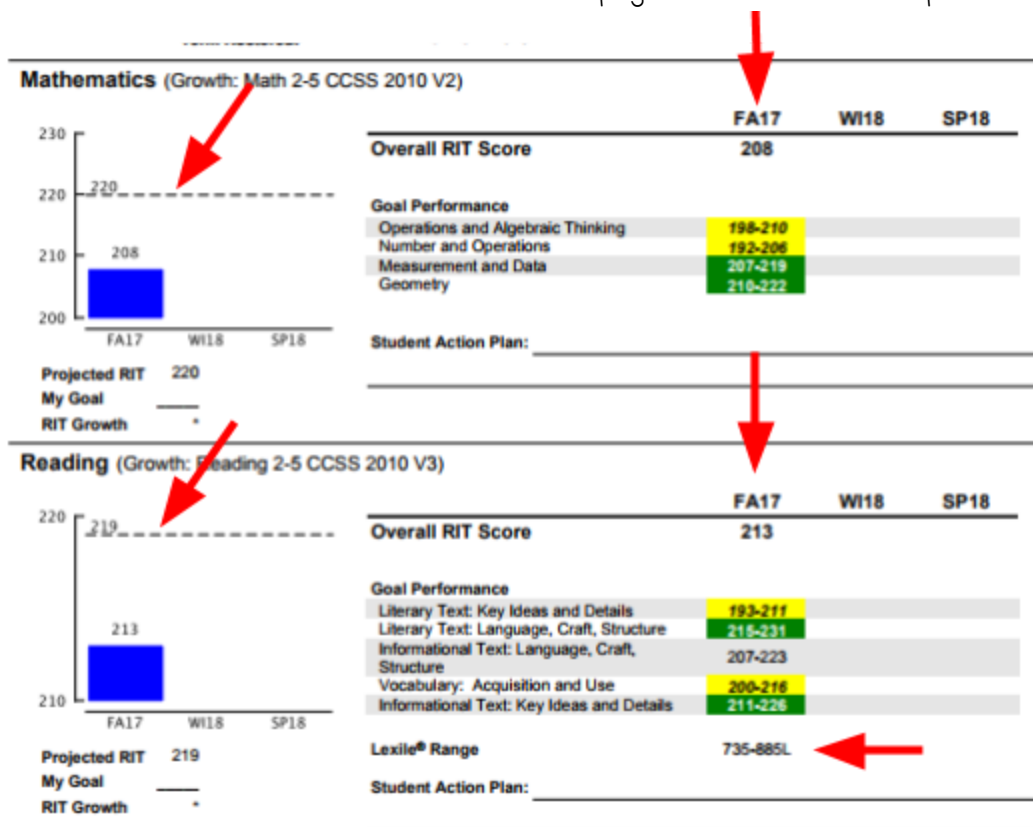 Mathematics (Growth: Math 2-5 CCSS 2010 V2)
FA17 WI18 SP18
230
Overall RIT Score 208
220
220
Goal Performance
Operations and Algebraic Thinking 198-210
Number and Operations 192-206
210
208
Measurement and Data 207-219
Geometry 210-222
200
FA17 WI18 SP18
Student Action Plan:
Projected RIT 220
My Goal
RIT Growth *
Reading (Growth: Reading 2-5 CCSS 2010 V3)
FA17 WI18 SP18
220
219
Overall RIT Score 213
Goal Performance
Literary Text: Key Ideas and Details 193-211
213
Literary Text: Language, Craft, Structure 215-231
Informational Text: Language, Craft,
Structure 207-223
Vocabulary: Acquisition and Use 200-216
210
Informational Text: Key Ideas and Details 211-226
FA17 WI18 SP18
Lexile® Range 735-885L
Projected RIT 219
My Goal
Student Action Plan:
RIT Growth *